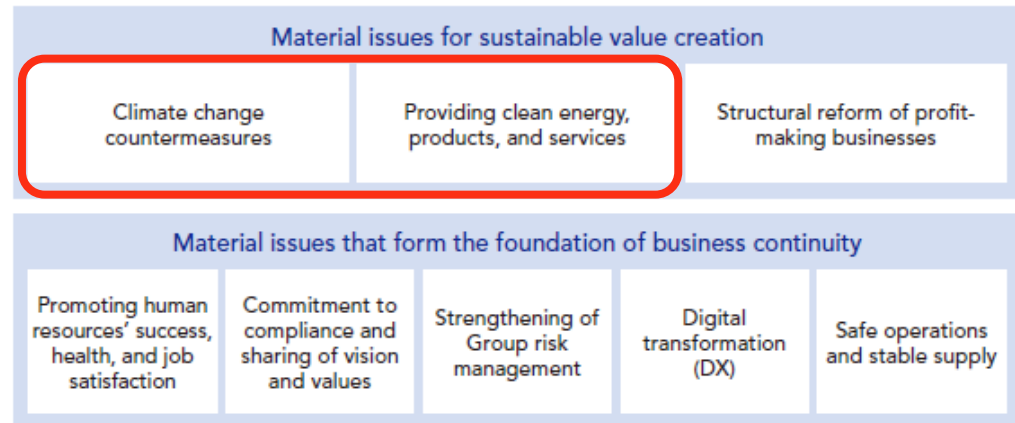 Material issues for sustainable value creation
Climate change
countermeasures
Providing clean energy,
products, and services
Structural reform of profit-
making businesses
Material issues that form the foundation of business continuity
Promoting human
resources' success,
health, and job
satisfaction
Commitment to
compliance and
sharing of vision
and values
Strengthening of
Group risk
management
Digital
transformation
(DX)
Safe operations
and stable supply